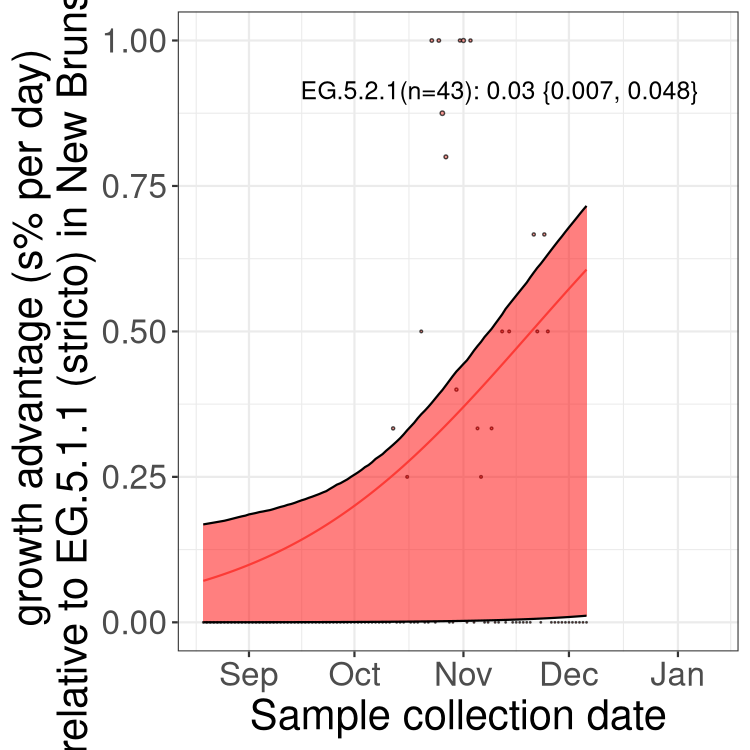 growth advantage (s% per day)
relative to EG.5.1.1 (stricto) in New Bruns
1.00
0.75
0.50
0.25
0.00
EG.5.2.1(n=43): 0.03 {0.007, 0.048}
Sep Oct Nov Dec Jan
Sample collection date